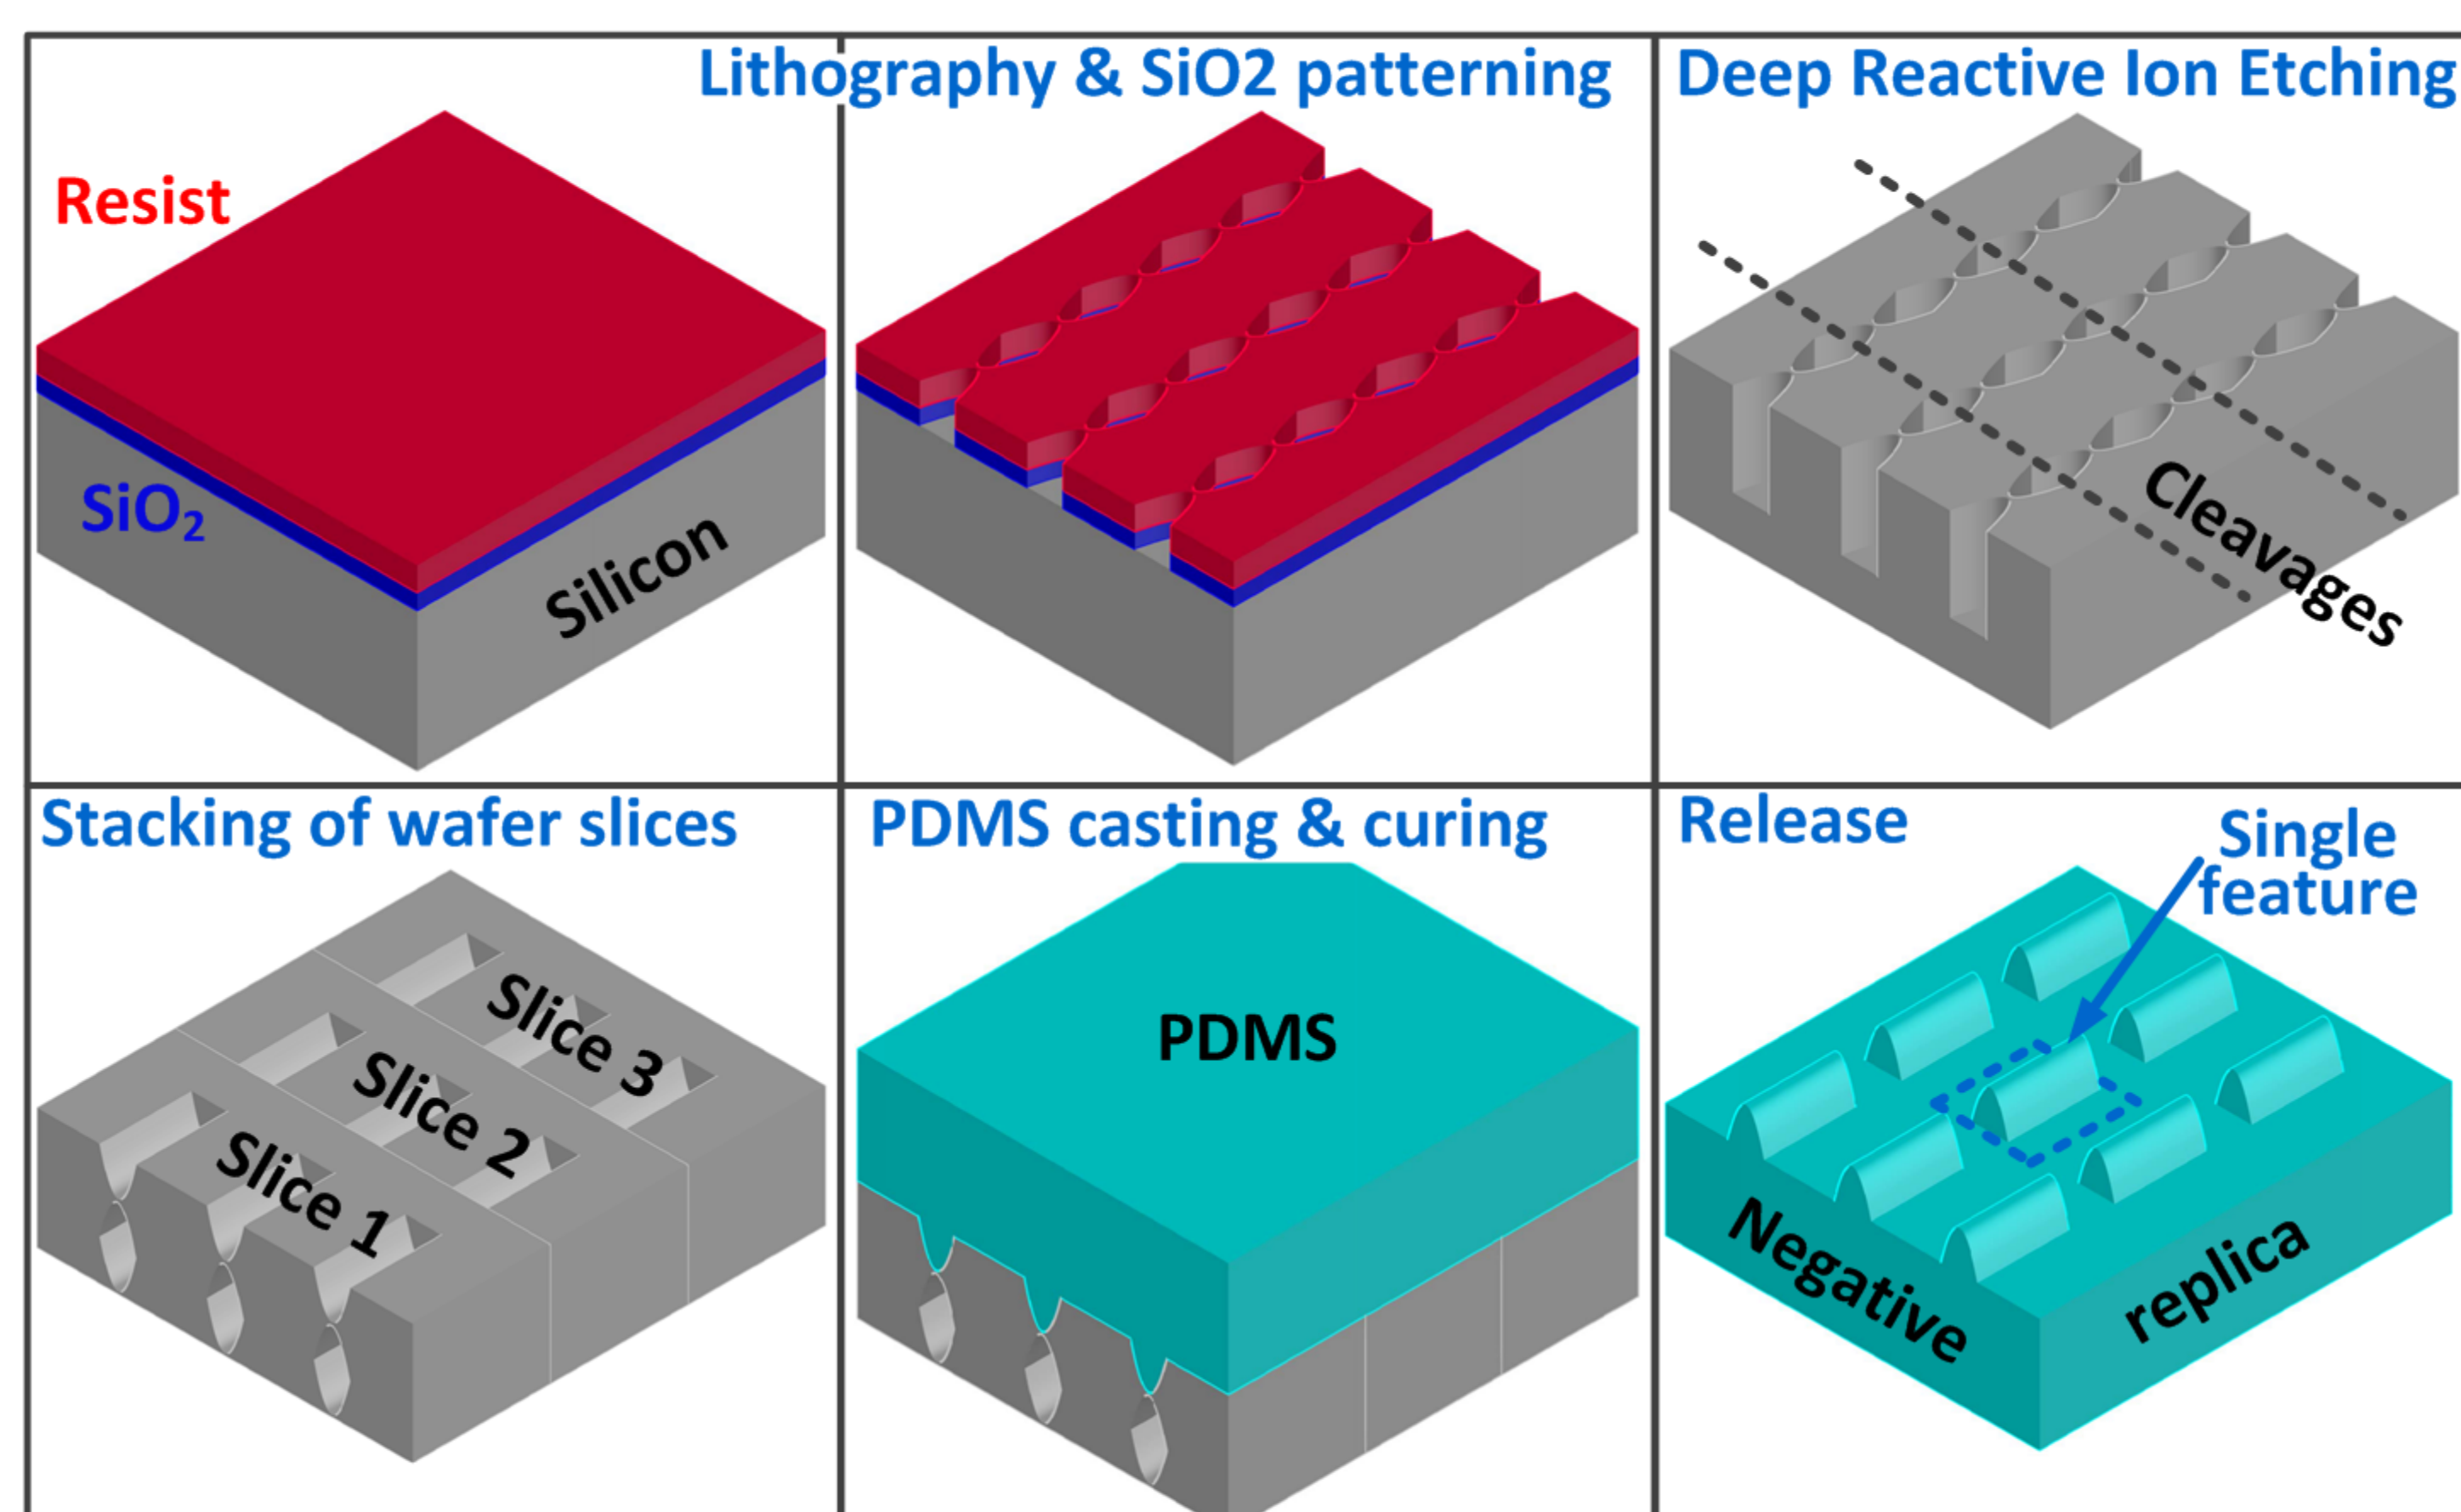 Lithography & SiO2 patterning
Resist
SiO₂
Silicon
Deep Reactive Ion Etching
Cleavages
Stacking of wafer slices
Slice 3
Slice 2
Slice 1
PDMS casting & curing
PDMS
Release
Single
feature
Negative
replica